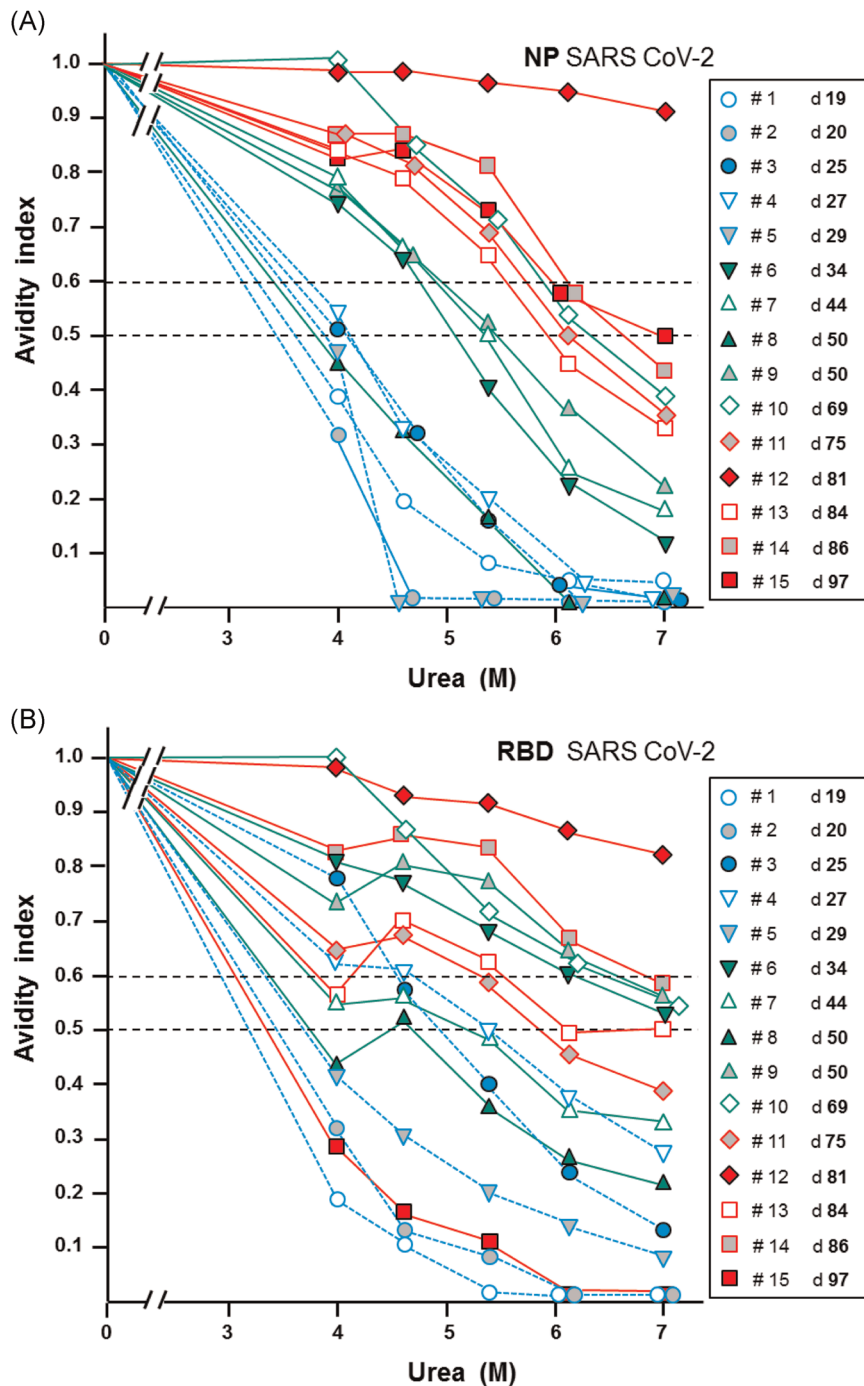 (A)
NP SARS CoV-2
Avidity index
1.0
0.9
0.8
0.7
0.6
0.5
0.4
0.3
0.2
0.1
0
3
4
5
6
7
Urea (M)
# 1 d 19
# 2 d 20
# 3 d 25
# 4 d 27
# 5 d 29
# 6 d 34
# 7 d 44
# 8 d 50
# 9 d 50
# 10 d 69
# 11 d 75
# 12 d 81
# 13 d 84
# 14 d 86
# 15 d 97
(B)
RBD SARS CoV-2
Avidity index
1.0
0.9
0.8
0.7
0.6
0.5
0.4
0.3
0.2
0.1
0
3
4
5
6
7
Urea (M)
# 1 d 19
# 2 d 20
# 3 d 25
# 4 d 27
# 5 d 29
# 6 d 34
# 7 d 44
# 8 d 50
# 9 d 50
# 10 d 69
# 11 d 75
# 12 d 81
# 13 d 84
# 14 d 86
# 15 d 97